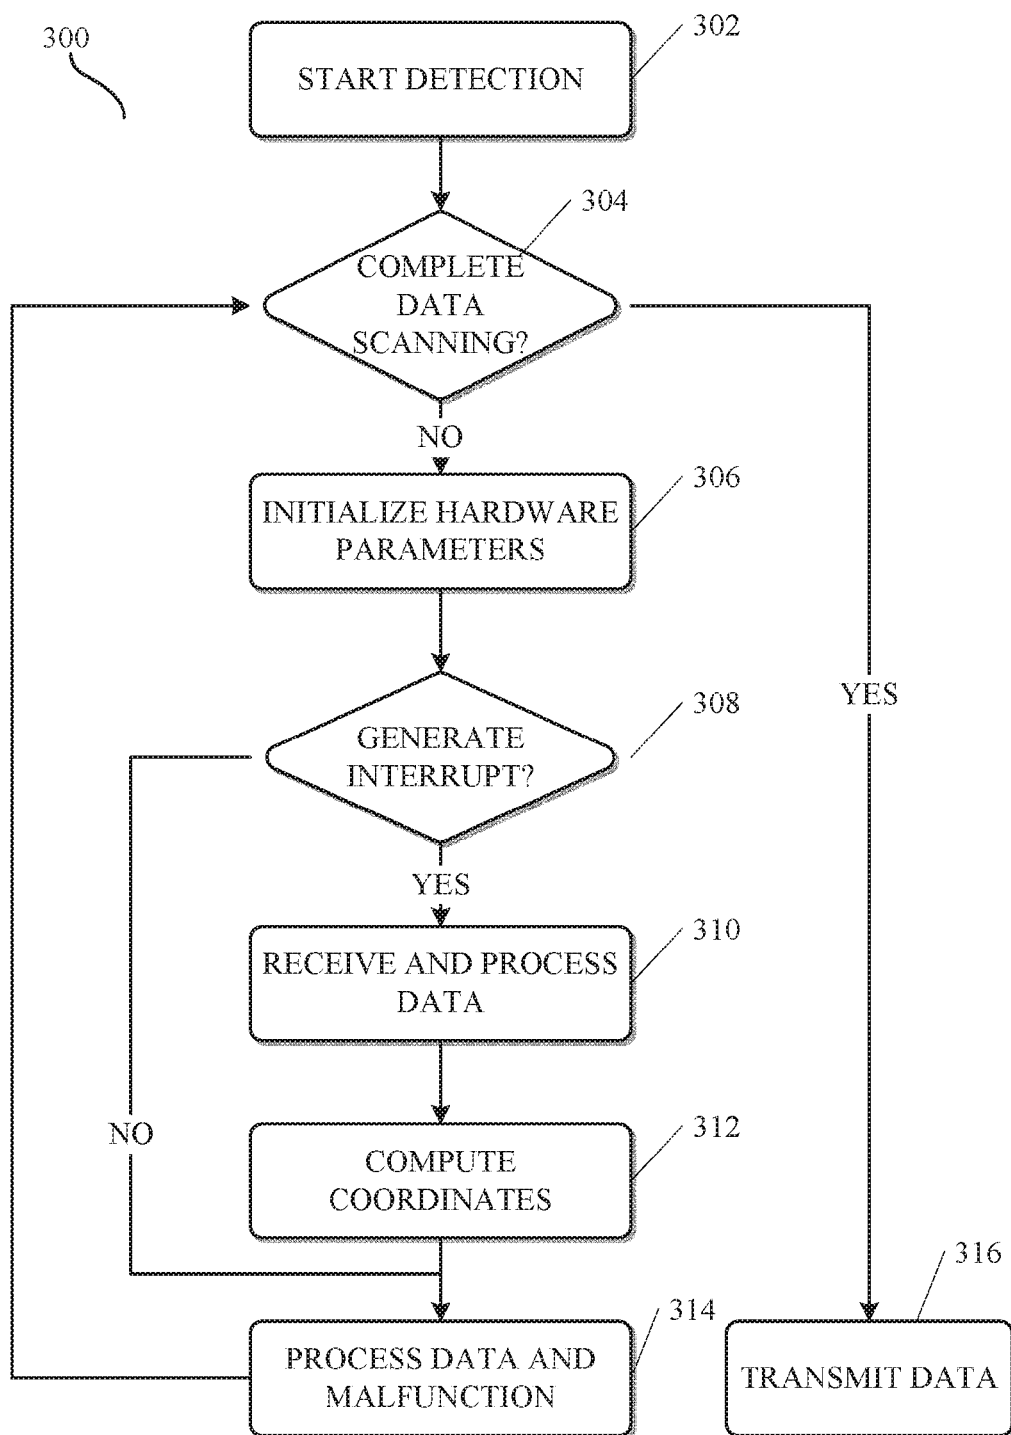 300
302
START DETECTION
304
COMPLETE
DATA
SCANNING?
NO
306
INITIALIZE HARDWARE
PARAMETERS
308
GENERATE
INTERRUPT?
YES
YES
310
RECEIVE AND PROCESS
DATA
NO
312
COMPUTE
COORDINATES
314
PROCESS DATA AND
MALFUNCTION
316
TRANSMIT DATA